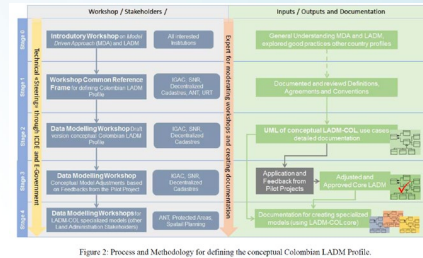 Workshop / Stakeholders /
Inputs / Outputs and Documentation
Stage 0
Introdutory Workshop on Model
Driven Approach (MDA) and LADM
All interested
Institutions
General Understanding MDA and LADM,
explored good practices other country
profiles
Technical «Steering» through ICDE and E-Government
Expert for moderating workshops and creating documentation
Stage 1
Workshop Common Reference
Frame for defining Colombian LADM
Profile
IGAC, SNR,
Decentralized
Cadastres, ANT, URT
Documented and reviewed Definitions,
Agreements and Conventions
Stage 2
Data Modelling Workshop Draft
version conceptual Colombian LADM
Profile
IGAC, SNR,
Decentralized
Cadastres
UML of conceptual LADM-COL, use cases,
detailed documentation
Stage 3
Data Modelling Workshop
Conceptual Model Adjustments based
on Feedbacks from the Pilot Project
IGAC, SNR,
Decentralized
Cadastres
Application and
Feedback from
Pilot Projects
Adjusted and
Approved Core LADM
Stage 4
Data Modelling Workshops for
LADM-COL specialized models (other
Land Administration Stakeholders)
ANT, Protected Areas,
Spatial Planning
Documentation for creating specialized
models (using LADM-COL core)
Figure 2: Process and Methodology for defining the conceptual Colombian LADM Profile.